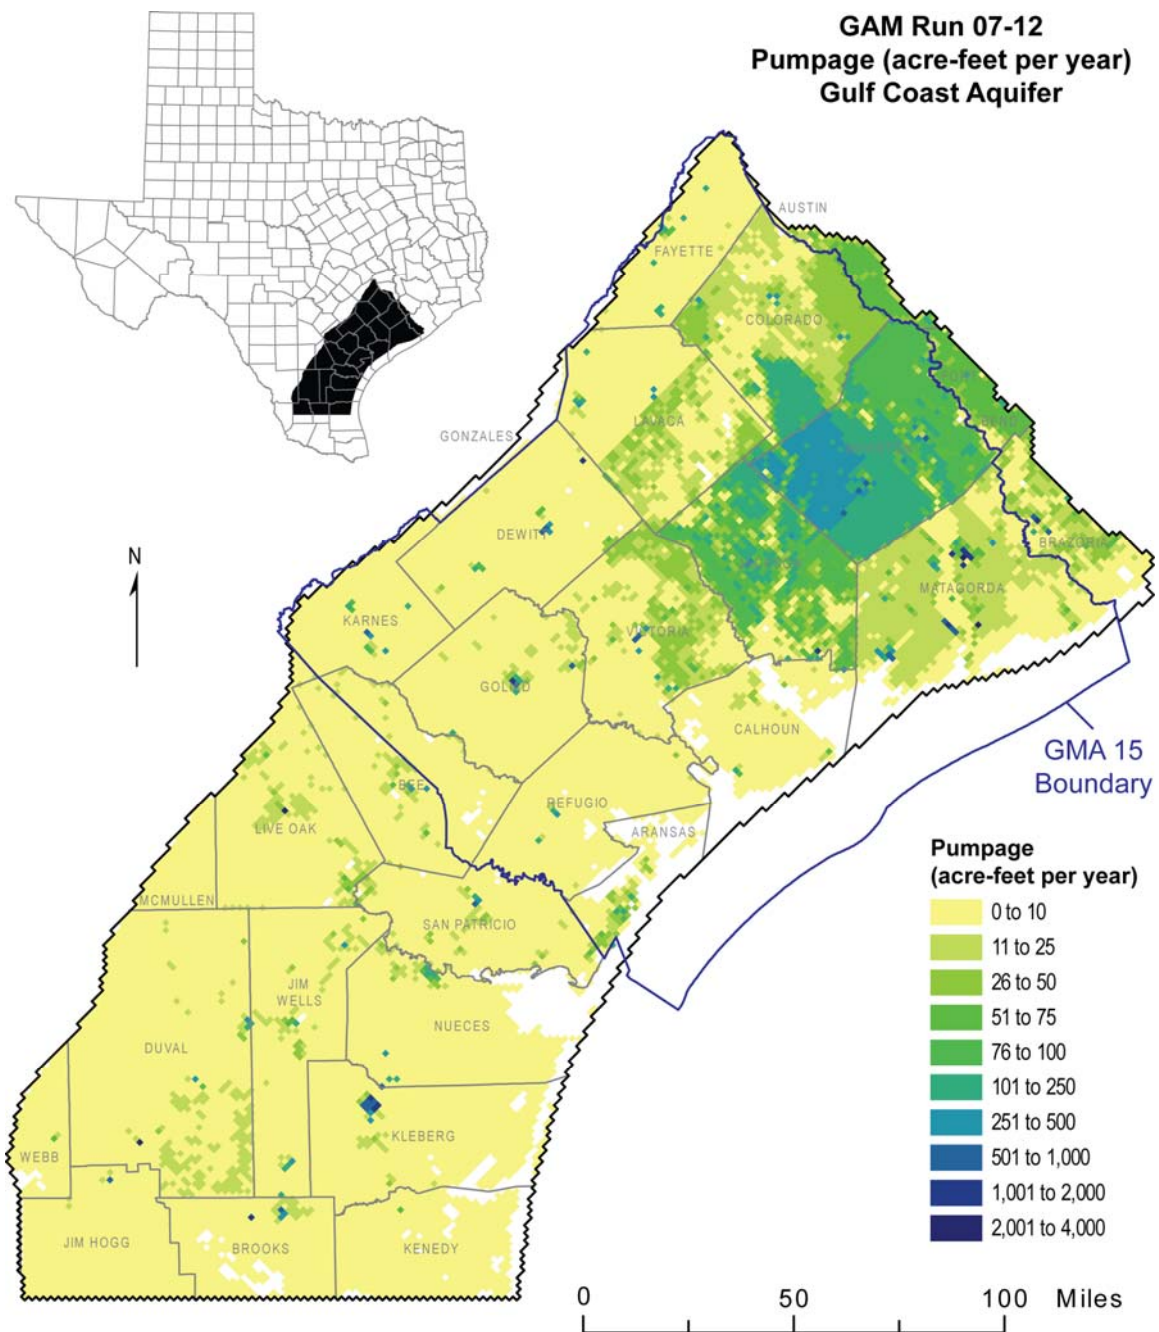 GAM Run 07-12
Pumpage (acre-feet per year)
Gulf Coast Aquifer
AUSTIN
FAYETTE
COLORADO
LAVACA
GONZALES
N
DEWITT
BRAZORIA
MATAGORDA
KARNES
VICTORIA
GOLIAD
CALHOUN
GMA 15
Boundary
BEE
REFUGIO
LIVE OAK
ARANSAS
MCMULLEN
SAN PATRICIO
JIM
WELLS
NUECES
DUVAL
KLEBERG
WEBB
JIM HOGG
BROOKS
KENEDY
Pumpage
(acre-feet per year)
0 to 10
11 to 25
26 to 50
51 to 75
76 to 100
101 to 250
251 to 500
501 to 1,000
1,001 to 2,000
2,001 to 4,000
0 50 100 Miles